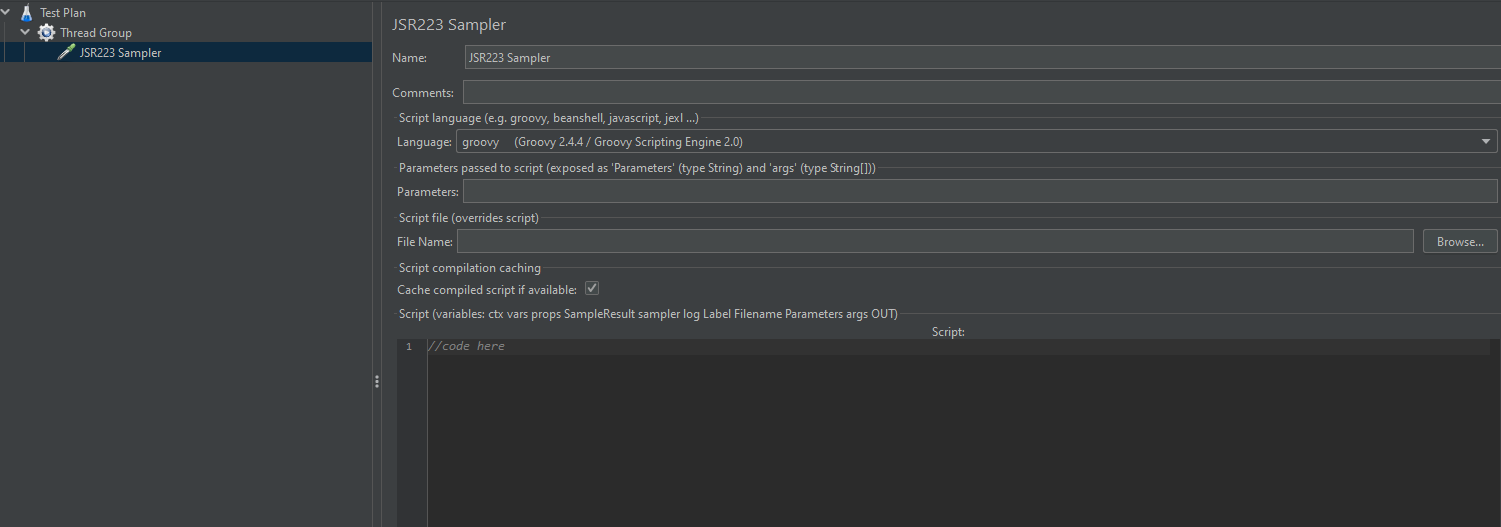 Test Plan
Thread Group
JSR223 Sampler
JSR223 Sampler
Name: JSR223 Sampler
Comments:
Script language (e.g. groovy, beanshell, javascript, jexl ...)
Language: groovy (Groovy 2.4.4 / Groovy Scripting Engine 2.0)
Parameters passed to script (exposed as 'Parameters' (type String) and 'args' (type String[]))
Parameters:
Script file (overrides script)
File Name: Browse...
Script compilation caching
Cache compiled script if available:
Script (variables: ctx vars props SampleResult sampler log Label Filename Parameters args OUT)
Script:
1 //code here